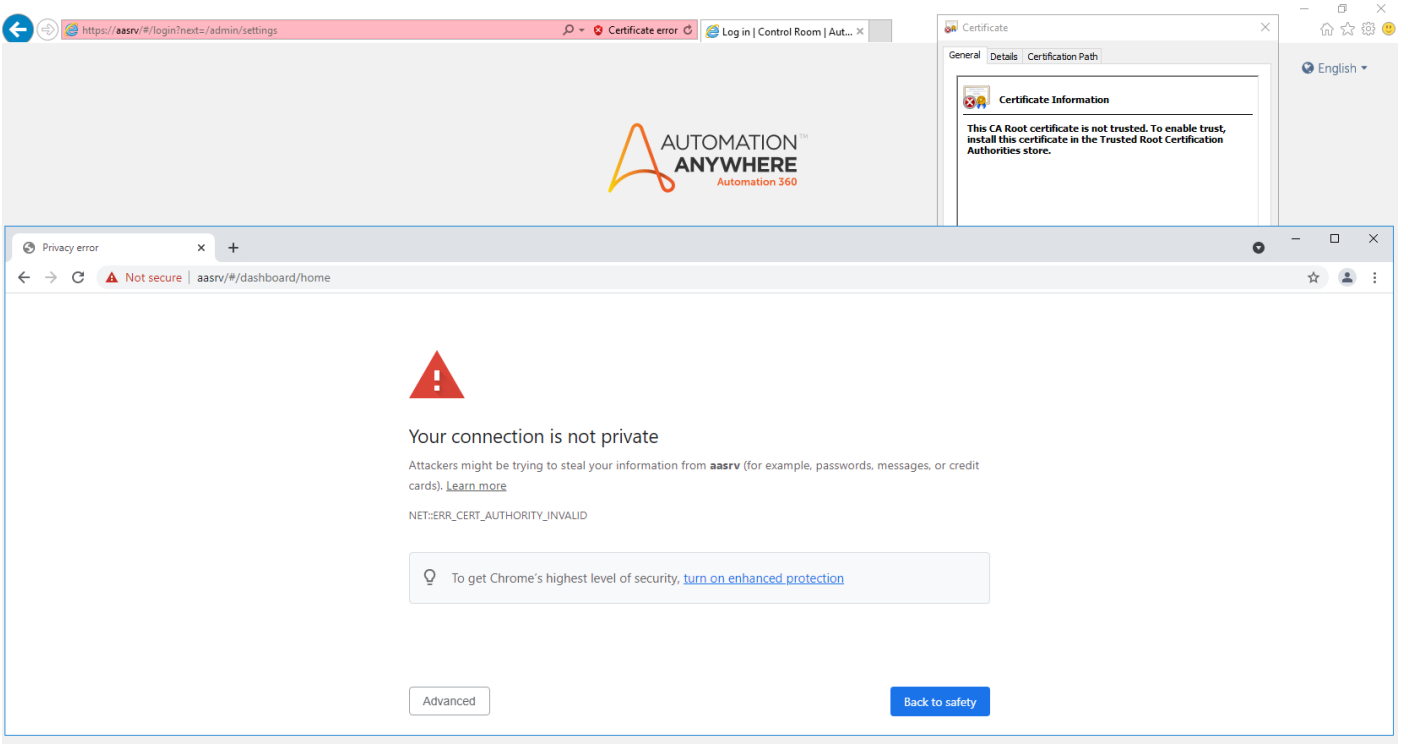 https://aasrv/#/login?next=/admin/settings
Certificate error
Log in | Control Room | Aut...
Certificate
General Details Certification Path
English
Certificate Information
This CA Root certificate is not trusted. To enable trust,
install this certificate in the Trusted Root Certification
Authorities store.
AUTOMATION™
ANYWHERE
Automation 360
Privacy error
Not secure | aasrv/#/dashboard/home
Your connection is not private
Attackers might be trying to steal your information from aasrv (for example, passwords, messages, or credit
cards). Learn more
NET::ERR_CERT_AUTHORITY_INVALID
To get Chrome's highest level of security, turn on enhanced protection
Advanced
Back to safety